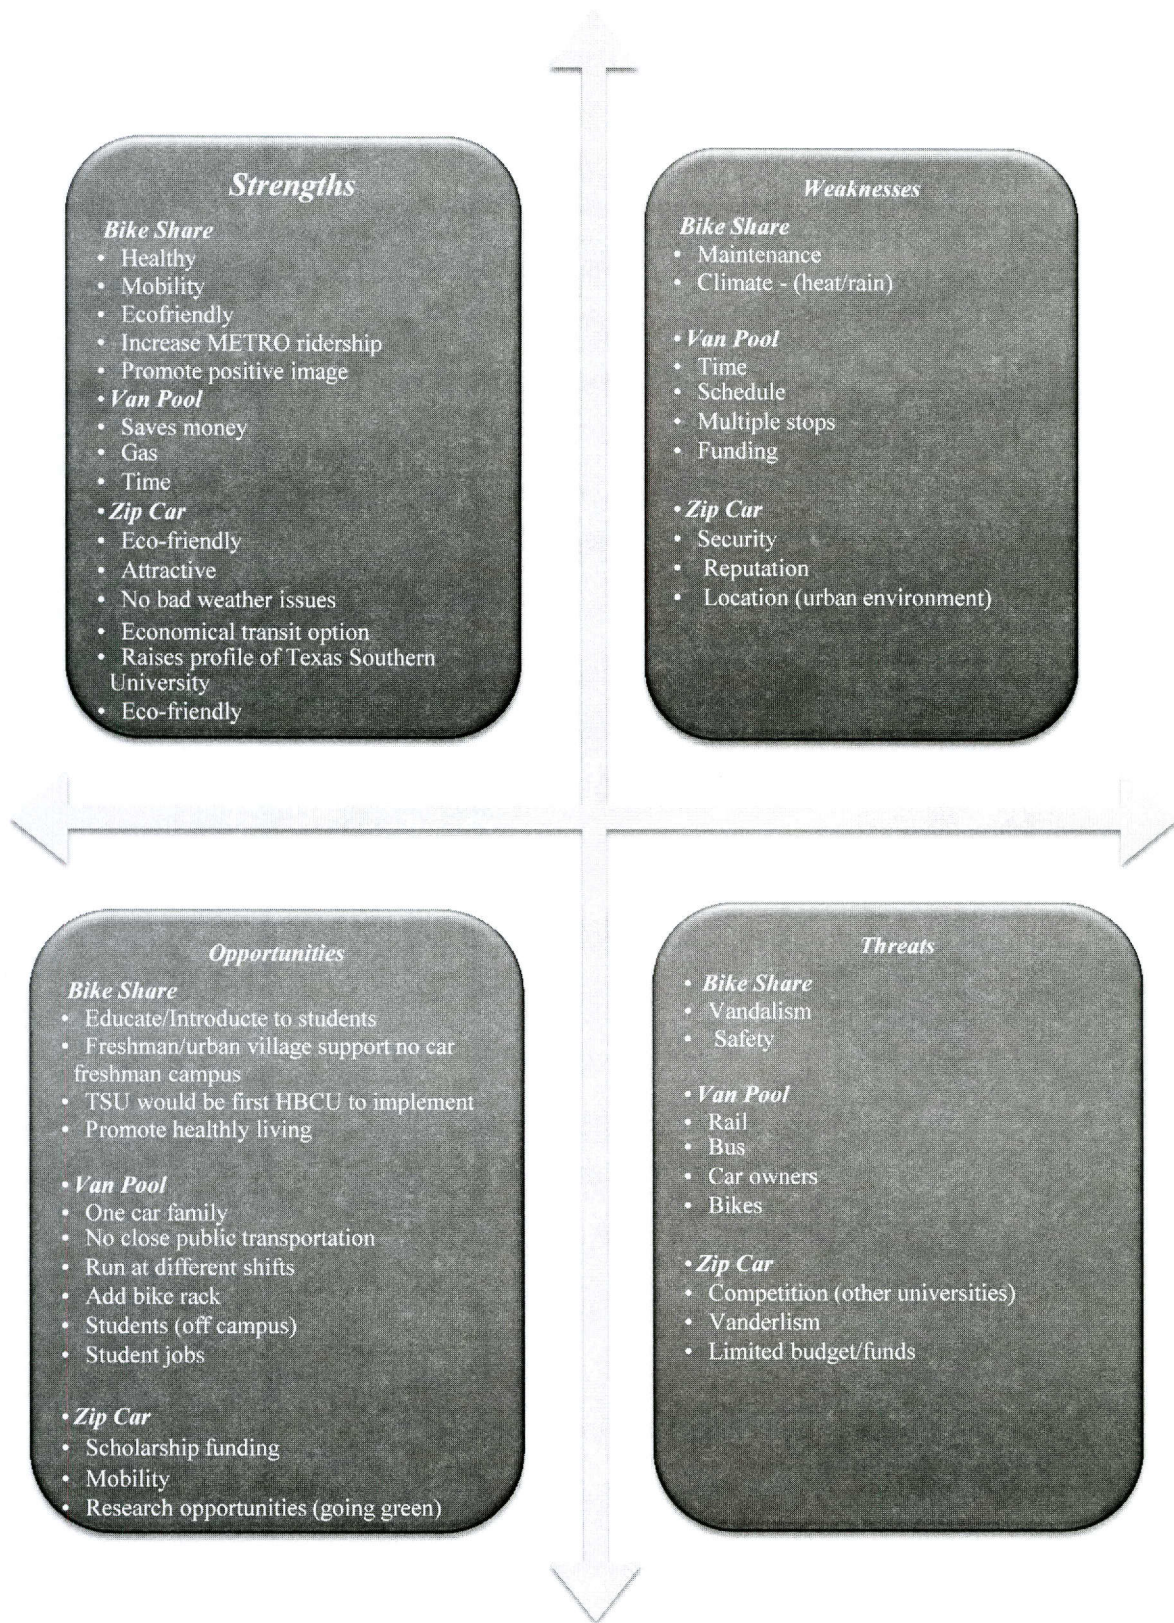 Strengths
Bike Share
• Healthy
• Mobility
• Ecofriendly
• Increase METRO ridership
• Promote positive image
• Van Pool
• Saves money
• Gas
• Time
• Zip Car
• Eco-friendly
• Attractive
• No bad weather issues
• Economical transit option
• Raises profile of Texas Southern
University
• Eco-friendly
Weaknesses
Bike Share
• Maintenance
• Climate - (heat/rain)
• Van Pool
• Time
• Schedule
• Multiple stops
• Funding
• Zip Car
• Security
• Reputation
• Location (urban environment)
Opportunities
Bike Share
• Educate/Introducte to students
• Freshman/urban village support no car
freshman campus
• TSU would be first HBCU to implement
• Promote healthly living
• Van Pool
• One car family
• No close public transportation
• Run at different shifts
• Add bike rack
• Students (off campus)
• Student jobs
• Zip Car
• Scholarship funding
• Mobility
• Research opportunities (going green)
Threats
• Bike Share
• Vandalism
• Safety
• Van Pool
• Rail
• Bus
• Car owners
• Bikes
• Zip Car
• Competition (other universities)
• Vanderlism
• Limited budget/funds